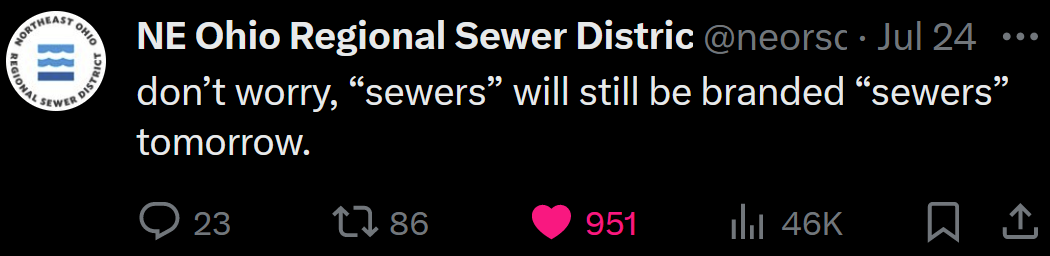 NORTHEAST OHIO
REGIONAL SEWER DISTRICT
NE Ohio Regional Sewer Distric @neorsc · Jul 24 ...
don’t worry, “sewers” will still be branded “sewers”
tomorrow.
23 86 951 46K